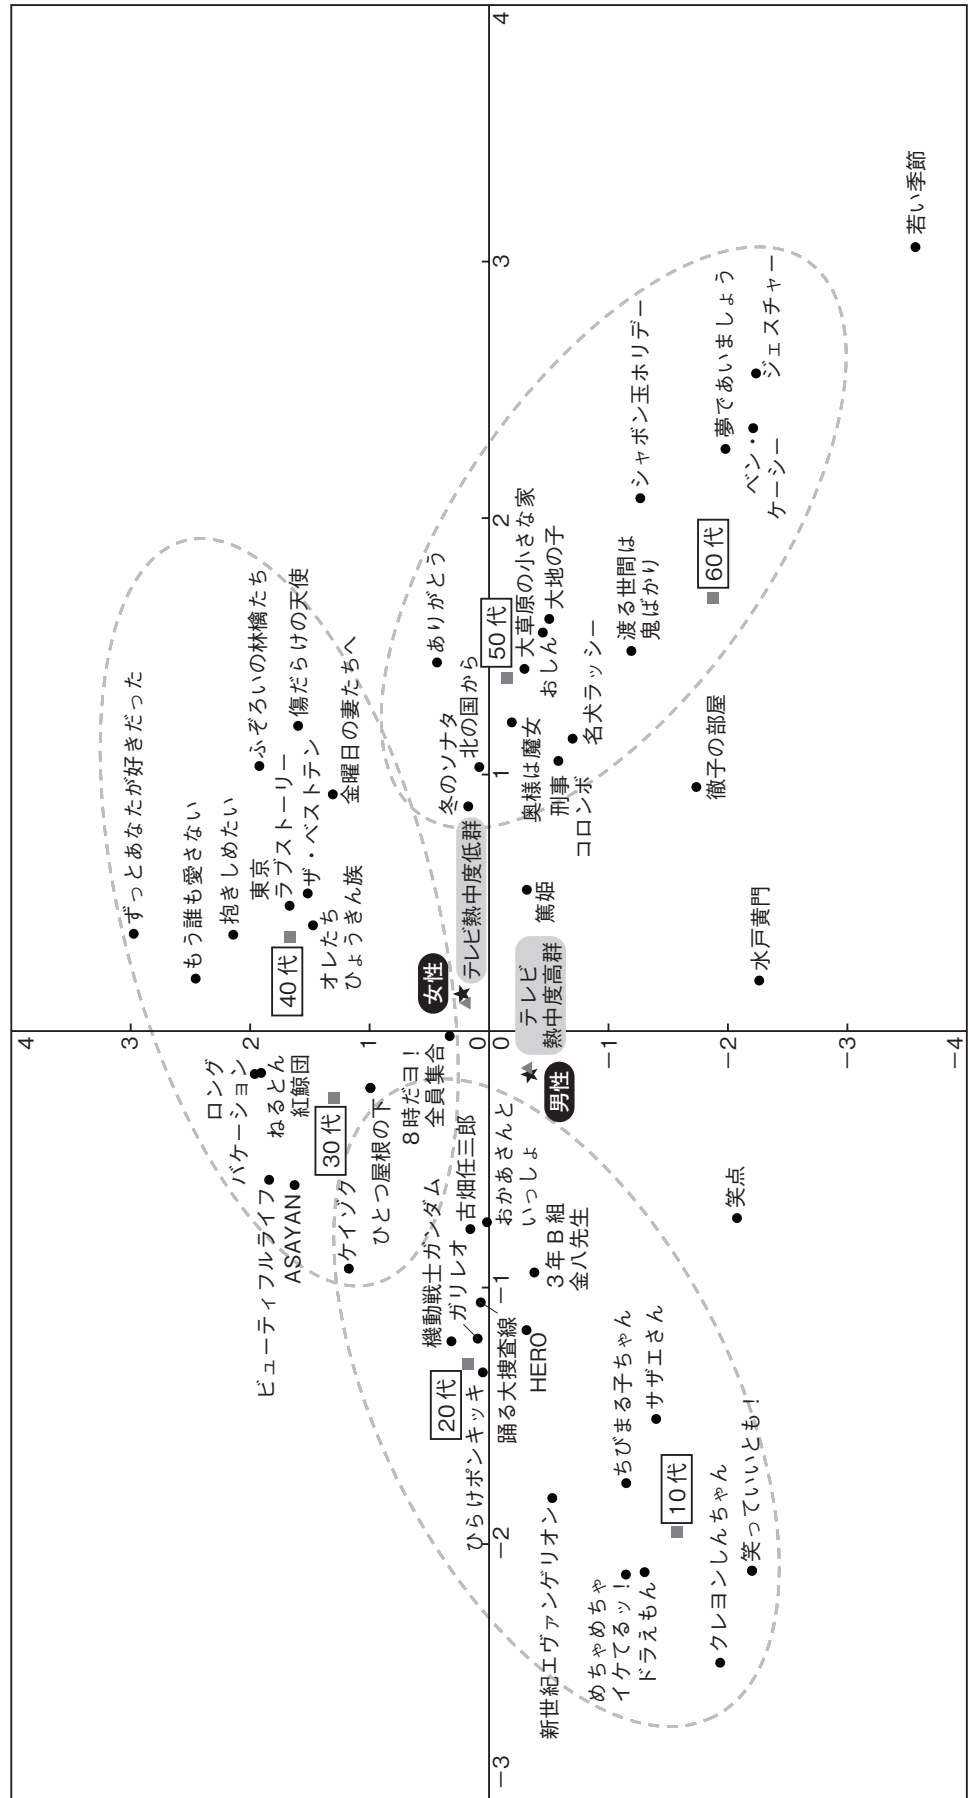 4
3
2
1
0
0
−1
−2
−3
−4
−3
−2
−1
1
2
3
4
ずっとあなたが好きだった
もう誰も愛さない
抱きしめたい
東京
ラブストーリー
ザ・ベストテン
ふぞろいの林檎たち
傷だらけの天使
金曜日の妻たちへ
40代
オレたち
ひょうきん族
ロング
バケーション
ねるとん
紅鯨団
30代
ビューティフルライフ
ASAYAN
ケイゾク
ひとつ屋根の下
8時だヨ！
全員集合
女性
テレビ熱中度低群
テレビ
熱中度高群
男性
機動戦士ガンダム
ガリレオ
古畑任三郎
おかあさんと
いっしょ
20代
ひらけポンキッキ
踊る大捜査線
HERO
3年B組
金八先生
新世紀エヴァンゲリオン
めちゃめちゃ
イケてるッ！
ドラえもん
ちびまる子ちゃん
サザエさん
10代
クレヨンしんちゃん
笑っていいとも！
笑点
水戸黄門
篤姫
徹子の部屋
冬のソナタ
北の国から
ありがとう
50代
奥様は魔女
刑事
コロンボ
大草原の小さな家
おしん
大地の子
名犬ラッシー
渡る世間は
鬼ばかり
60代
シャボン玉ホリデー
夢であいましょう
ベン・
ケーシー
ジェスチャー
若い季節